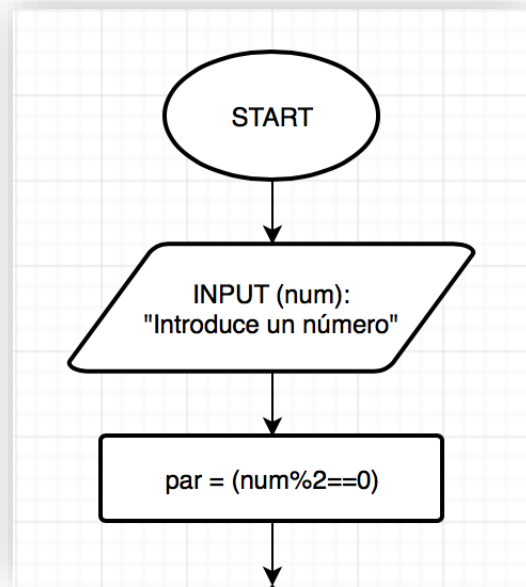 START
INPUT (num):
"Introduce un número"
par = (num%2==0)